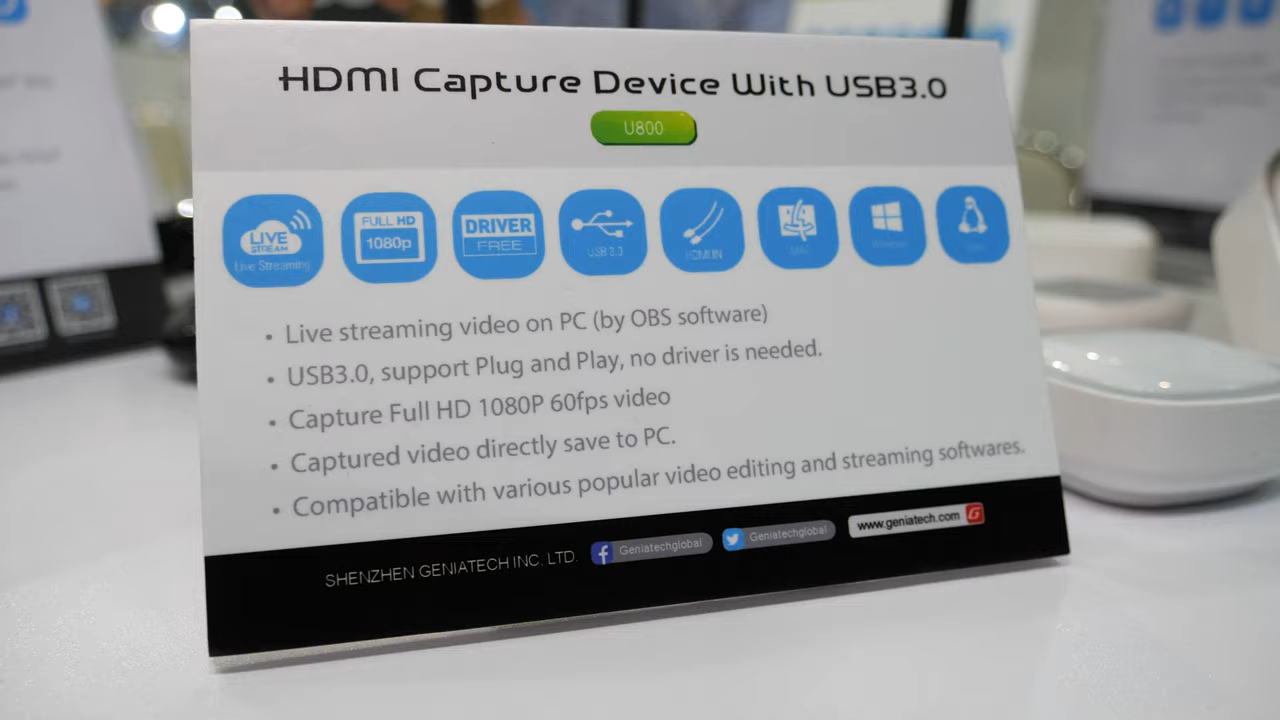 HDMI Capture Device With USB3.0
U800
LIVE
STREAM
Live Streaming
FULL HD
1080p
DRIVER
FREE
USB 3.0
HDMI IN
MAC
Windows
• Live streaming video on PC (by OBS software)
• USB3.0, support Plug and Play, no driver is needed.
• Capture Full HD 1080P 60fps video
• Captured video directly save to PC.
• Compatible with various popular video editing and streaming softwares.
SHENZHEN GENIATECH INC. LTD.
Geniatechglobal
Geniatechglobal
www.geniatech.com